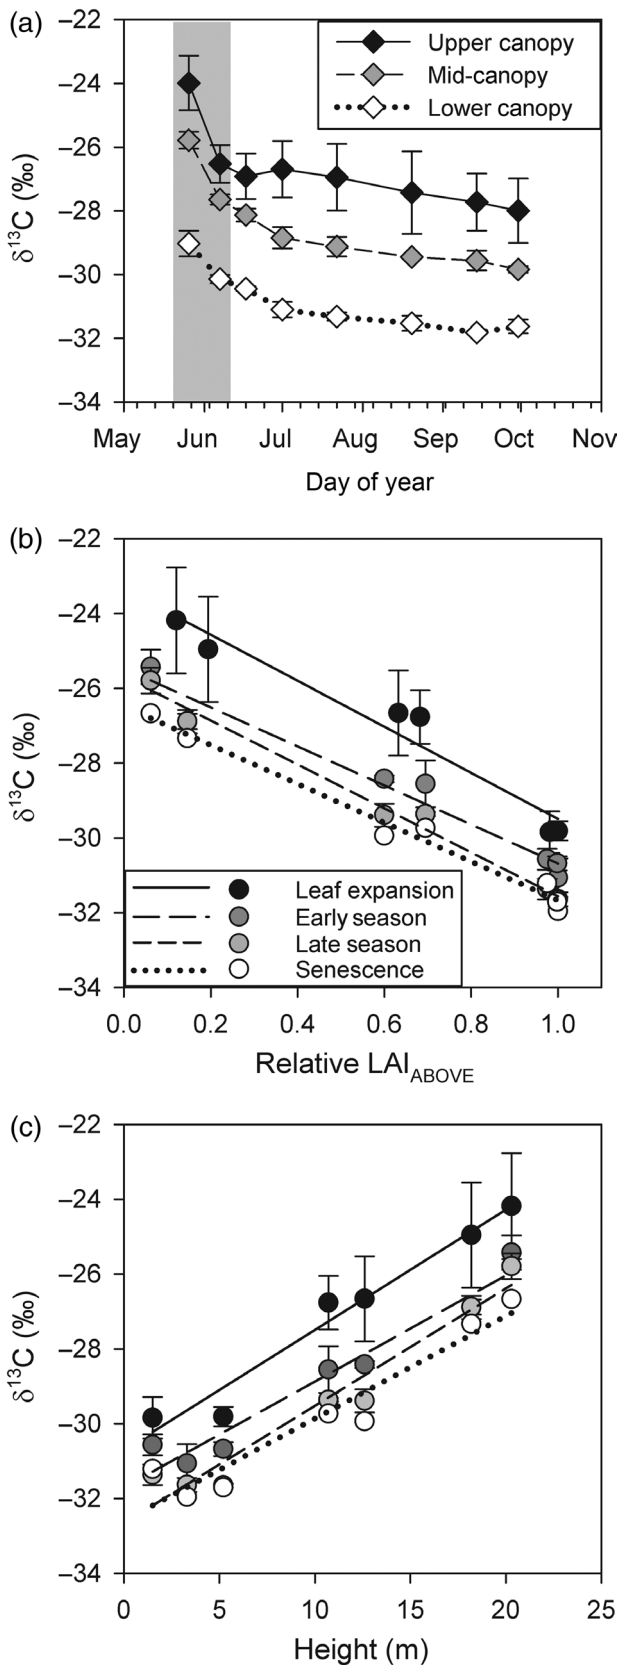 (a)
−22
−24
−26
−28
−30
−32
−34
δ13C (‰)
Upper canopy
Mid-canopy
Lower canopy
May Jun Jul Aug Sep Oct Nov
Day of year
(b)
−22
−24
−26
−28
−30
−32
−34
δ13C (‰)
Leaf expansion
Early season
Late season
Senescence
0.0 0.2 0.4 0.6 0.8 1.0
Relative LAIABOVE
(c)
−22
−24
−26
−28
−30
−32
−34
δ13C (‰)
0 5 10 15 20 25
Height (m)